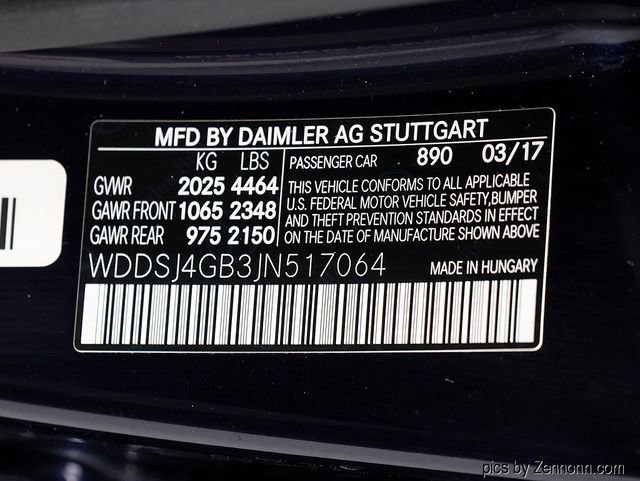 MFD BY DAIMLER AG STUTTGART
KG LBS
GVWR 2025 4464
GAWR FRONT 1065 2348
GAWR REAR 975 2150
PASSENGER CAR 890 03/17
THIS VEHICLE CONFORMS TO ALL APPLICABLE
U.S. FEDERAL MOTOR VEHICLE SAFETY, BUMPER
AND THEFT PREVENTION STANDARDS IN EFFECT
ON THE DATE OF MANUFACTURE SHOWN ABOVE
WDDSJ4GB3JN517064 MADE IN HUNGARY
pics by Zennonn.com